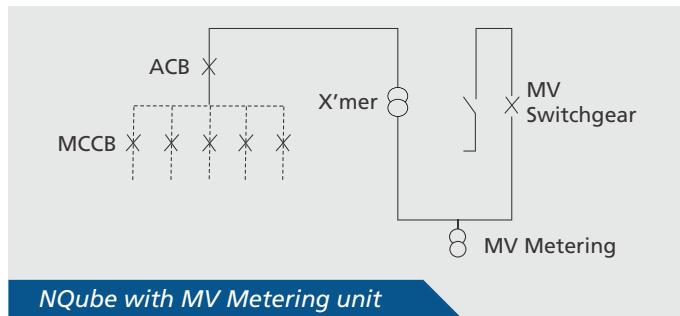 ACB
X'mer
MV
Switchgear
MCCB
MV Metering
NQube with MV Metering unit